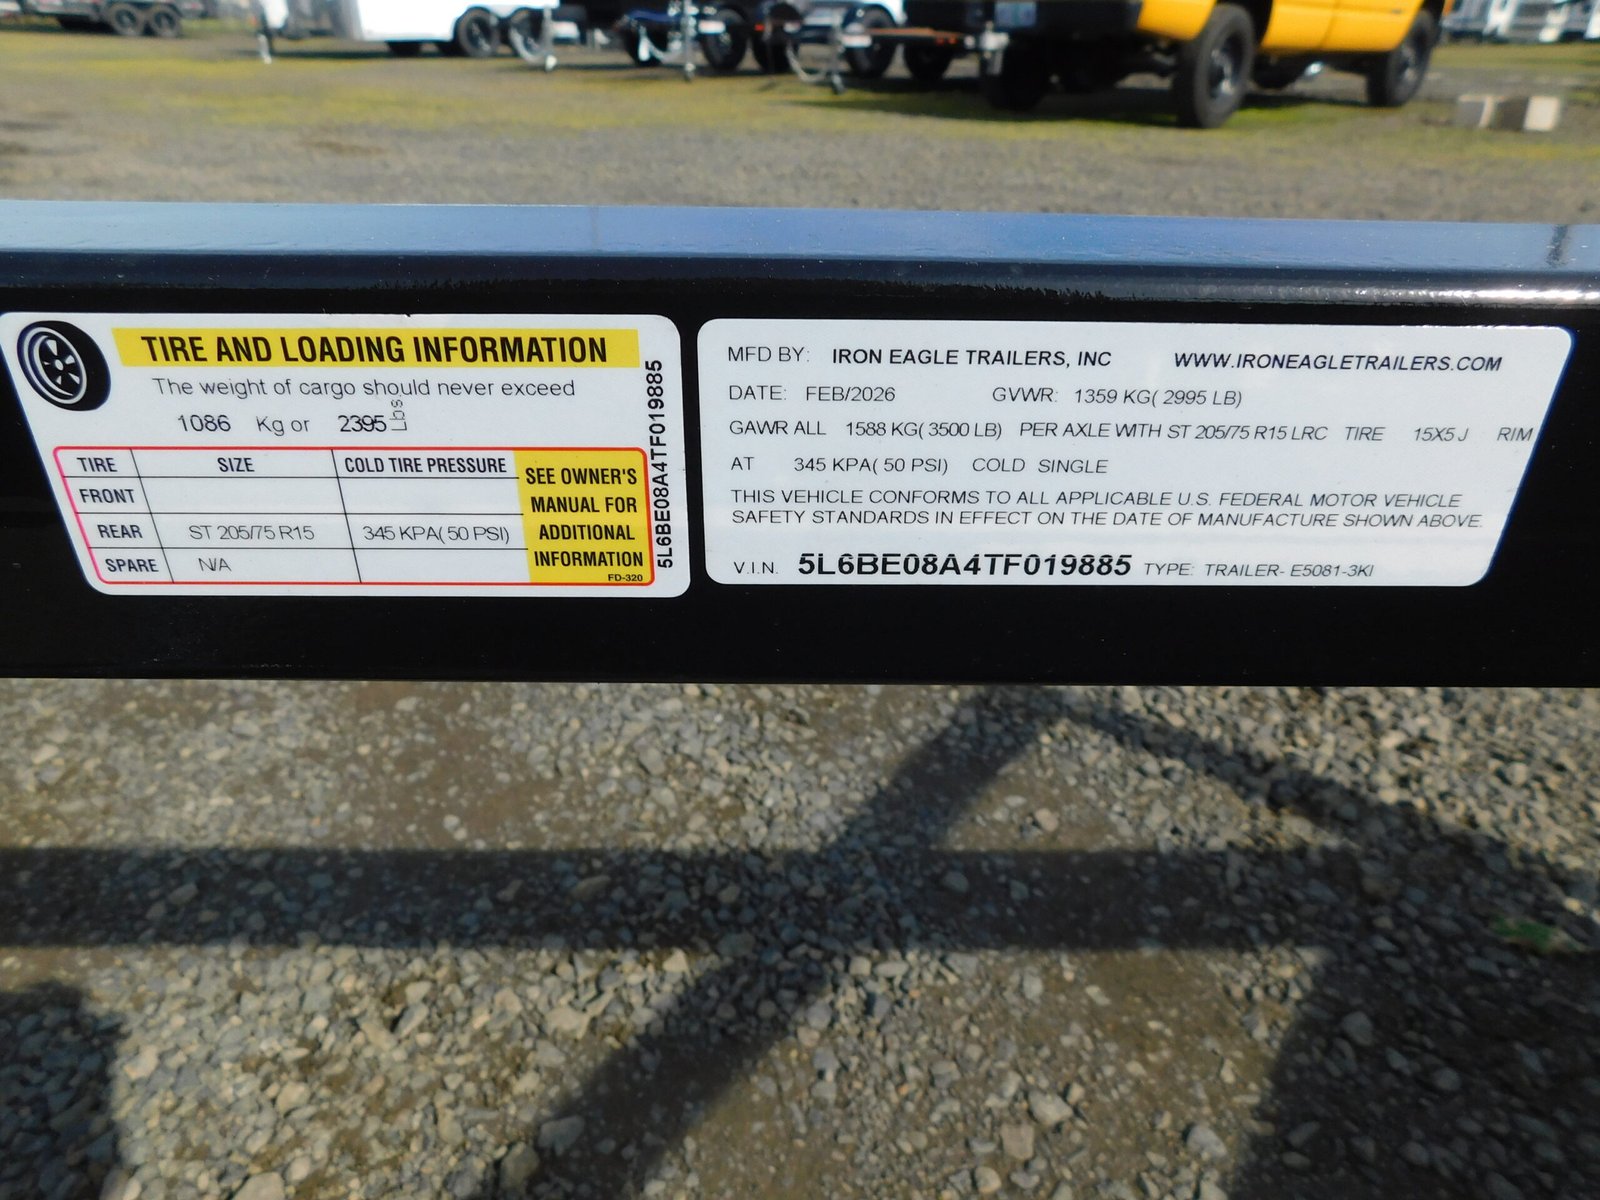 TIRE AND LOADING INFORMATION
The weight of cargo should never exceed
1086 Kg or 2395 Lbs.
TIRE SIZE COLD TIRE PRESSURE
FRONT
REAR ST 205/75 R15 345 KPA( 50 PSI)
SPARE N/A
SEE OWNER'S
MANUAL FOR
ADDITIONAL
INFORMATION
FD-320
5L6BE08A4TF019885
MFD BY: IRON EAGLE TRAILERS, INC WWW.IRONEAGLETRAILERS.COM
DATE: FEB/2026 GVWR: 1359 KG( 2995 LB)
GAWR ALL 1588 KG( 3500 LB) PER AXLE WITH ST 205/75 R15 LRC TIRE 15X5 J RIM
AT 345 KPA( 50 PSI) COLD SINGLE
THIS VEHICLE CONFORMS TO ALL APPLICABLE U.S. FEDERAL MOTOR VEHICLE
SAFETY STANDARDS IN EFFECT ON THE DATE OF MANUFACTURE SHOWN ABOVE.
V.I.N. 5L6BE08A4TF019885 TYPE: TRAILER- E5081-3KI